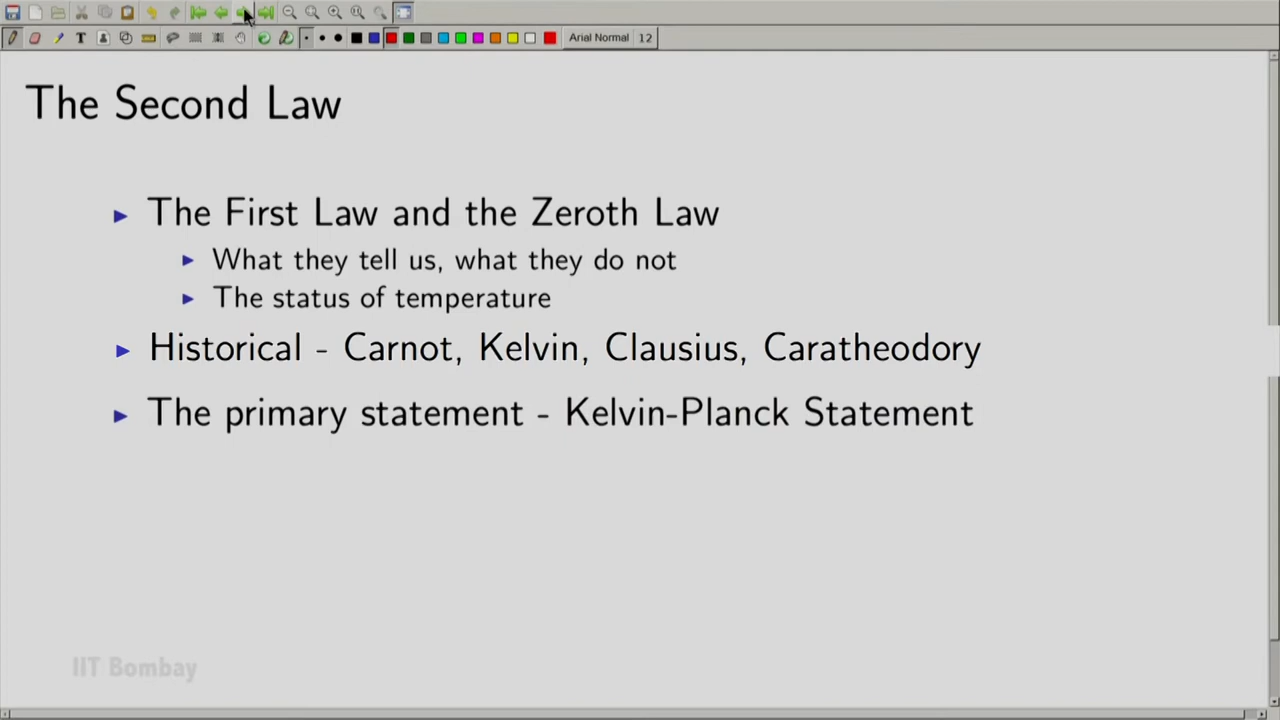 Arial Normal 12
The Second Law
The First Law and the Zeroth Law
What they tell us, what they do not
The status of temperature
Historical - Carnot, Kelvin, Clausius, Caratheodory
The primary statement - Kelvin-Planck Statement
IIT Bombay